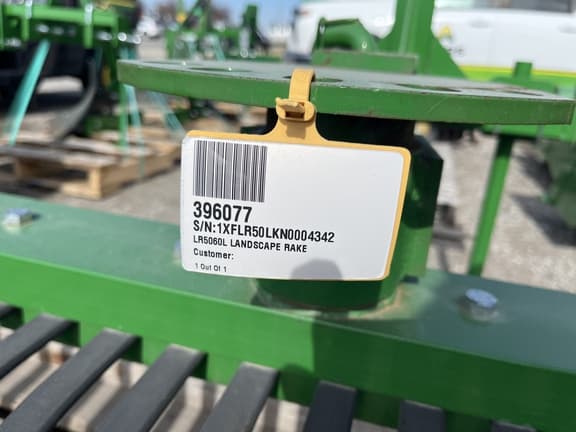 396077
S/N:1XFLR50LKN0004342
LR5060L LANDSCAPE RAKE
Customer:
1 Out Of 1